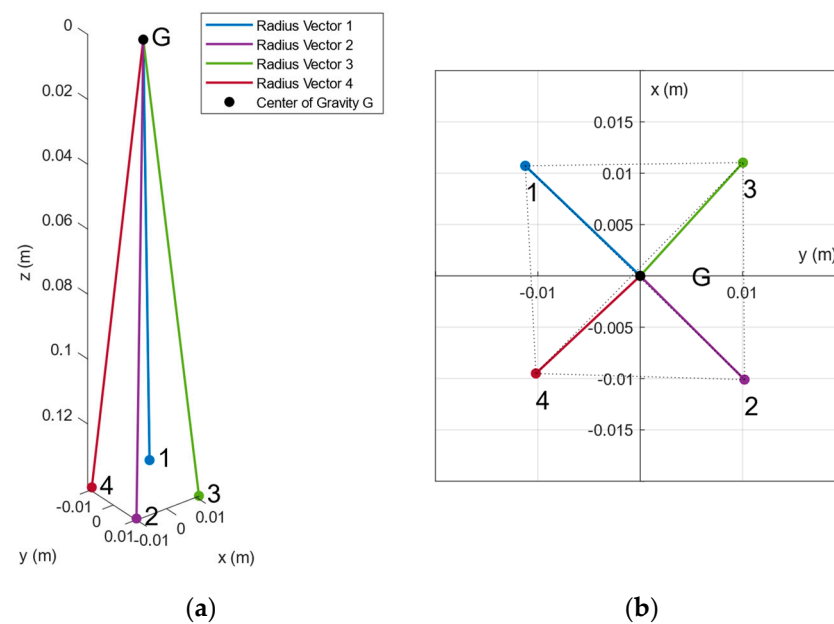 Radius Vector 1
Radius Vector 2
Radius Vector 3
Radius Vector 4
Center of Gravity G
G
0
0.02
0.04
0.06
0.08
0.1
0.12
z (m)
1
4
2
3
-0.01
0
0.01
-0.01
0
0.01
y (m)
x (m)
(a)
x (m)
0.015
0.01
0.005
1
3
y (m)
G
-0.01
0.01
-0.005
-0.01
-0.015
4
2
(b)